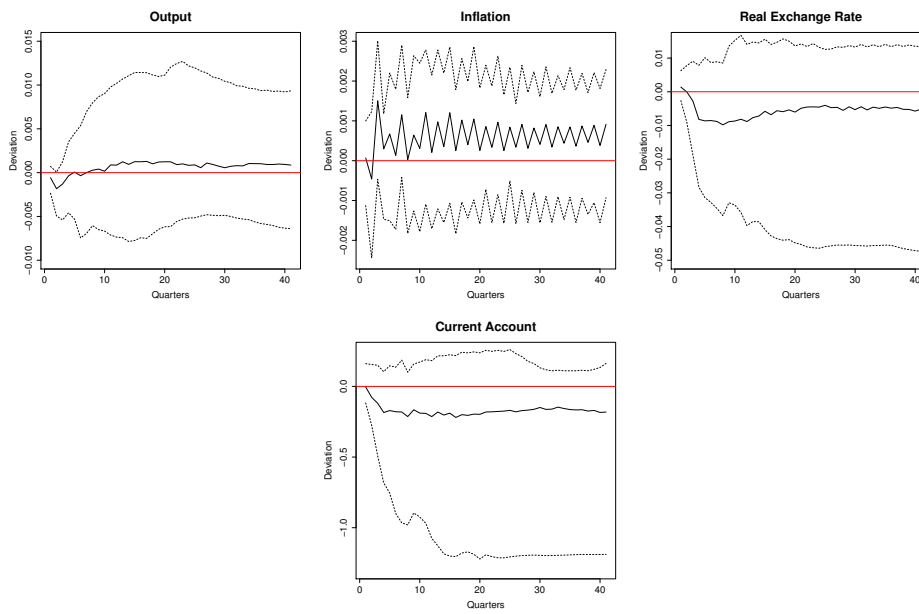 Output
Deviation
0.015
0.010
0.005
0.000
−0.005
−0.010
0 10 20 30 40
Quarters
Inflation
Deviation
0.003
0.002
0.001
0.000
−0.001
−0.002
0 10 20 30 40
Quarters
Real Exchange Rate
Deviation
0.01
0.00
−0.01
−0.02
−0.03
−0.04
−0.05
0 10 20 30 40
Quarters
Current Account
Deviation
0.0
−0.5
−1.0
0 10 20 30 40
Quarters